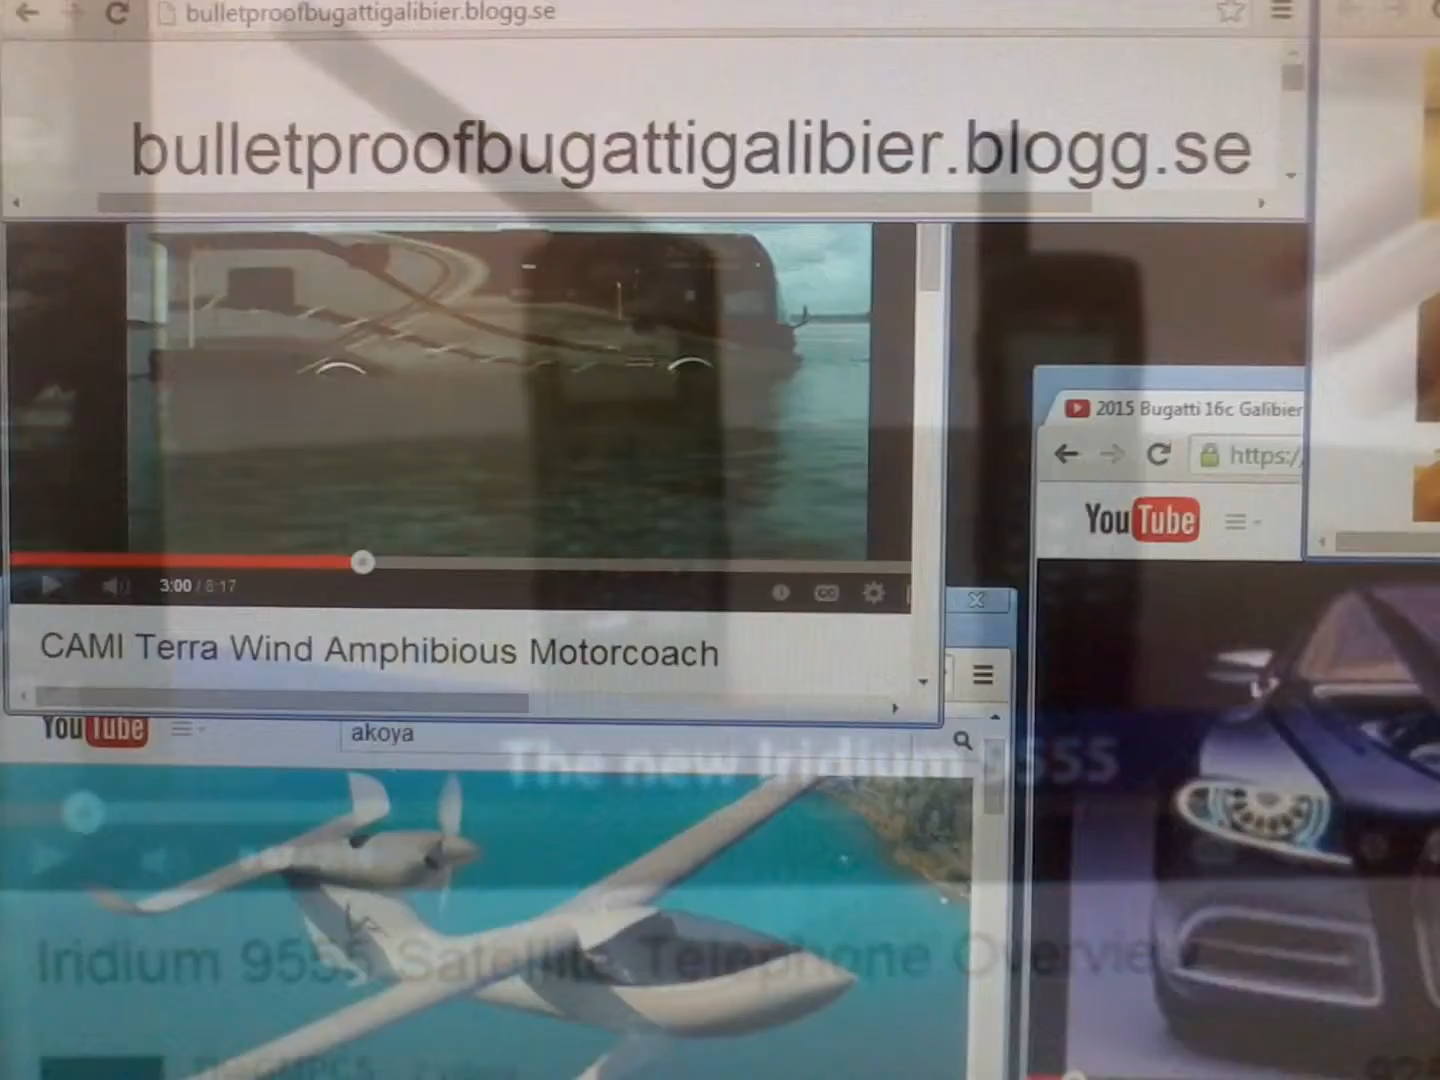 bulletproofbugattigalibier.blogg.se
bulletproofbugattigalibier.blogg.se
2015 Bugatti 16c Galibier
https:/
YouTube
3:00 / 8:17
CC
CAMI Terra Wind Amphibious Motorcoach
YouTube
akoya
The new Iridium 9555
Iridium 9555 Satellite Telephone Overview